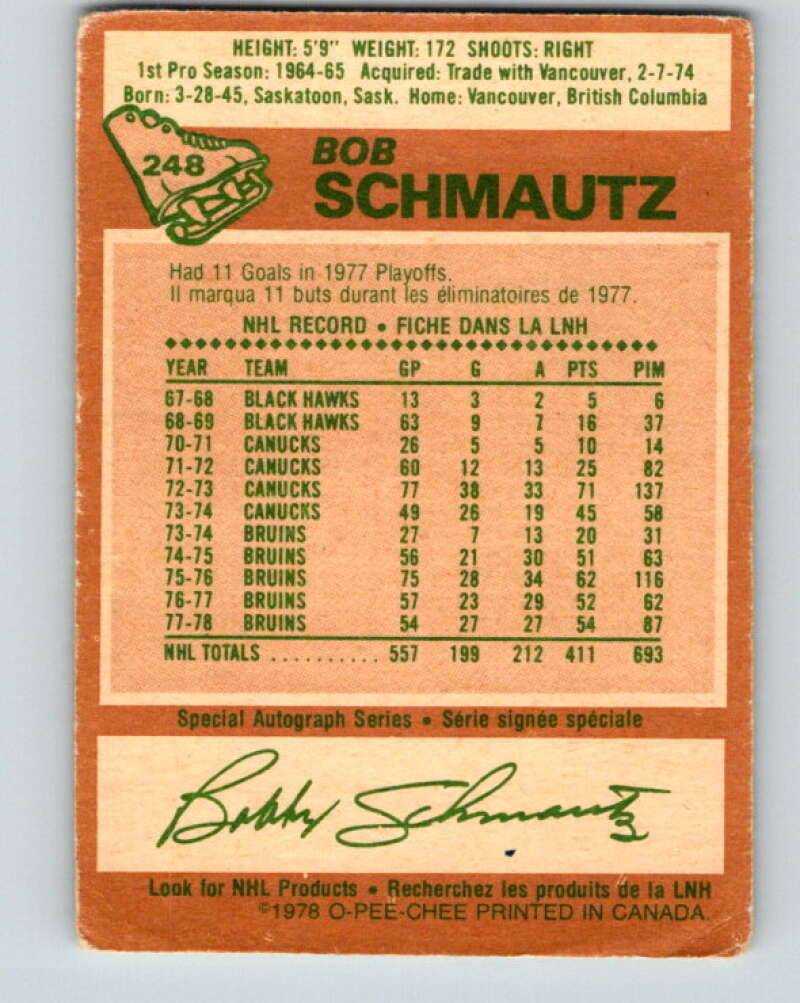 HEIGHT: 5'9" WEIGHT: 172 SHOOTS: RIGHT
1st Pro Season: 1964-65 Acquired: Trade with Vancouver, 2-7-74
Born: 3-28-45, Saskatoon, Sask. Home: Vancouver, British Columbia
248
BOB
SCHMAUTZ
Had 11 Goals in 1977 Playoffs.
Il marqua 11 buts durant les éliminatoires de 1977.
NHL RECORD • FICHE DANS LA LNH
YEAR TEAM GP G A PTS PIM
67-68 BLACK HAWKS 13 3 2 5 6
68-69 BLACK HAWKS 63 9 7 16 37
70-71 CANUCKS 26 5 5 10 14
71-72 CANUCKS 60 12 13 25 82
72-73 CANUCKS 77 38 33 71 137
73-74 CANUCKS 49 26 19 45 58
73-74 BRUINS 27 7 13 20 31
74-75 BRUINS 56 21 30 51 63
75-76 BRUINS 75 28 34 62 116
76-77 BRUINS 57 23 29 52 62
77-78 BRUINS 54 27 27 54 87
NHL TOTALS .......... 557 199 212 411 693
Special Autograph Series • Série signée spéciale
Bobby Schmautz
Look for NHL Products • Recherchez les produits de la LNH
©1978 O-PEE-CHEE PRINTED IN CANADA.